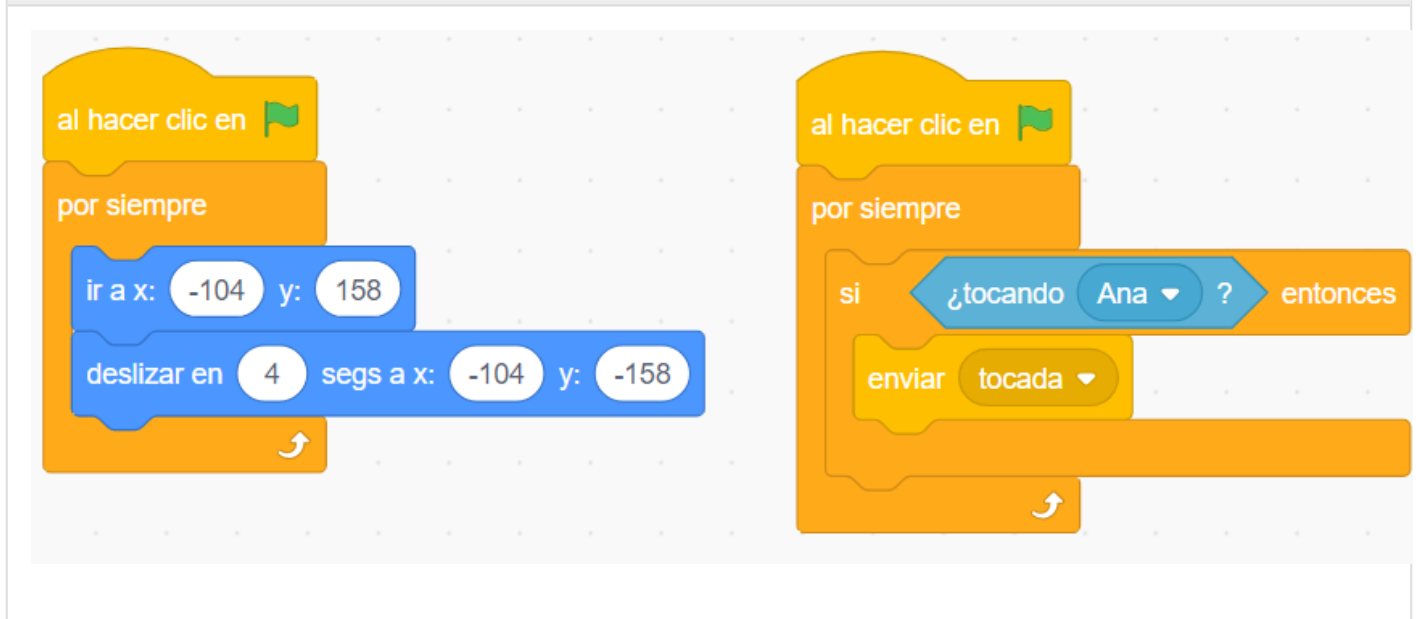 al hacer clic en
por siempre
ir a x: -104 y: 158
deslizar en 4 segs a x: -104 y: -158
al hacer clic en
por siempre
si ¿tocando Ana ? entonces
enviar tocada